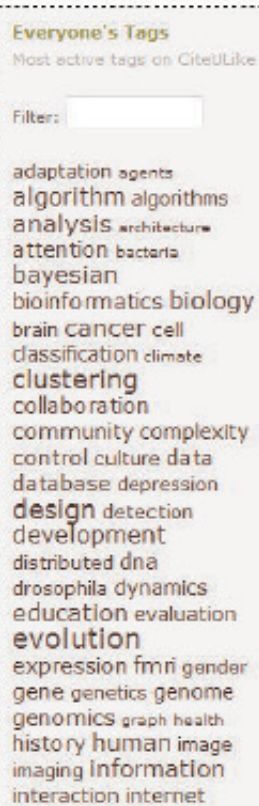 Everyone's Tags
Most active tags on CiteULike
Filter:
adaptation agents
algorithm algorithms
analysis architecture
attention bacteria
bayesian
bioinformatics biology
brain cancer cell
classification climate
clustering
collaboration
community complexity
control culture data
database depression
design detection
development
distributed dna
drosophila dynamics
education evaluation
evolution
expression fmri gender
gene genetics genome
genomics graph health
history human image
imaging information
interaction internet